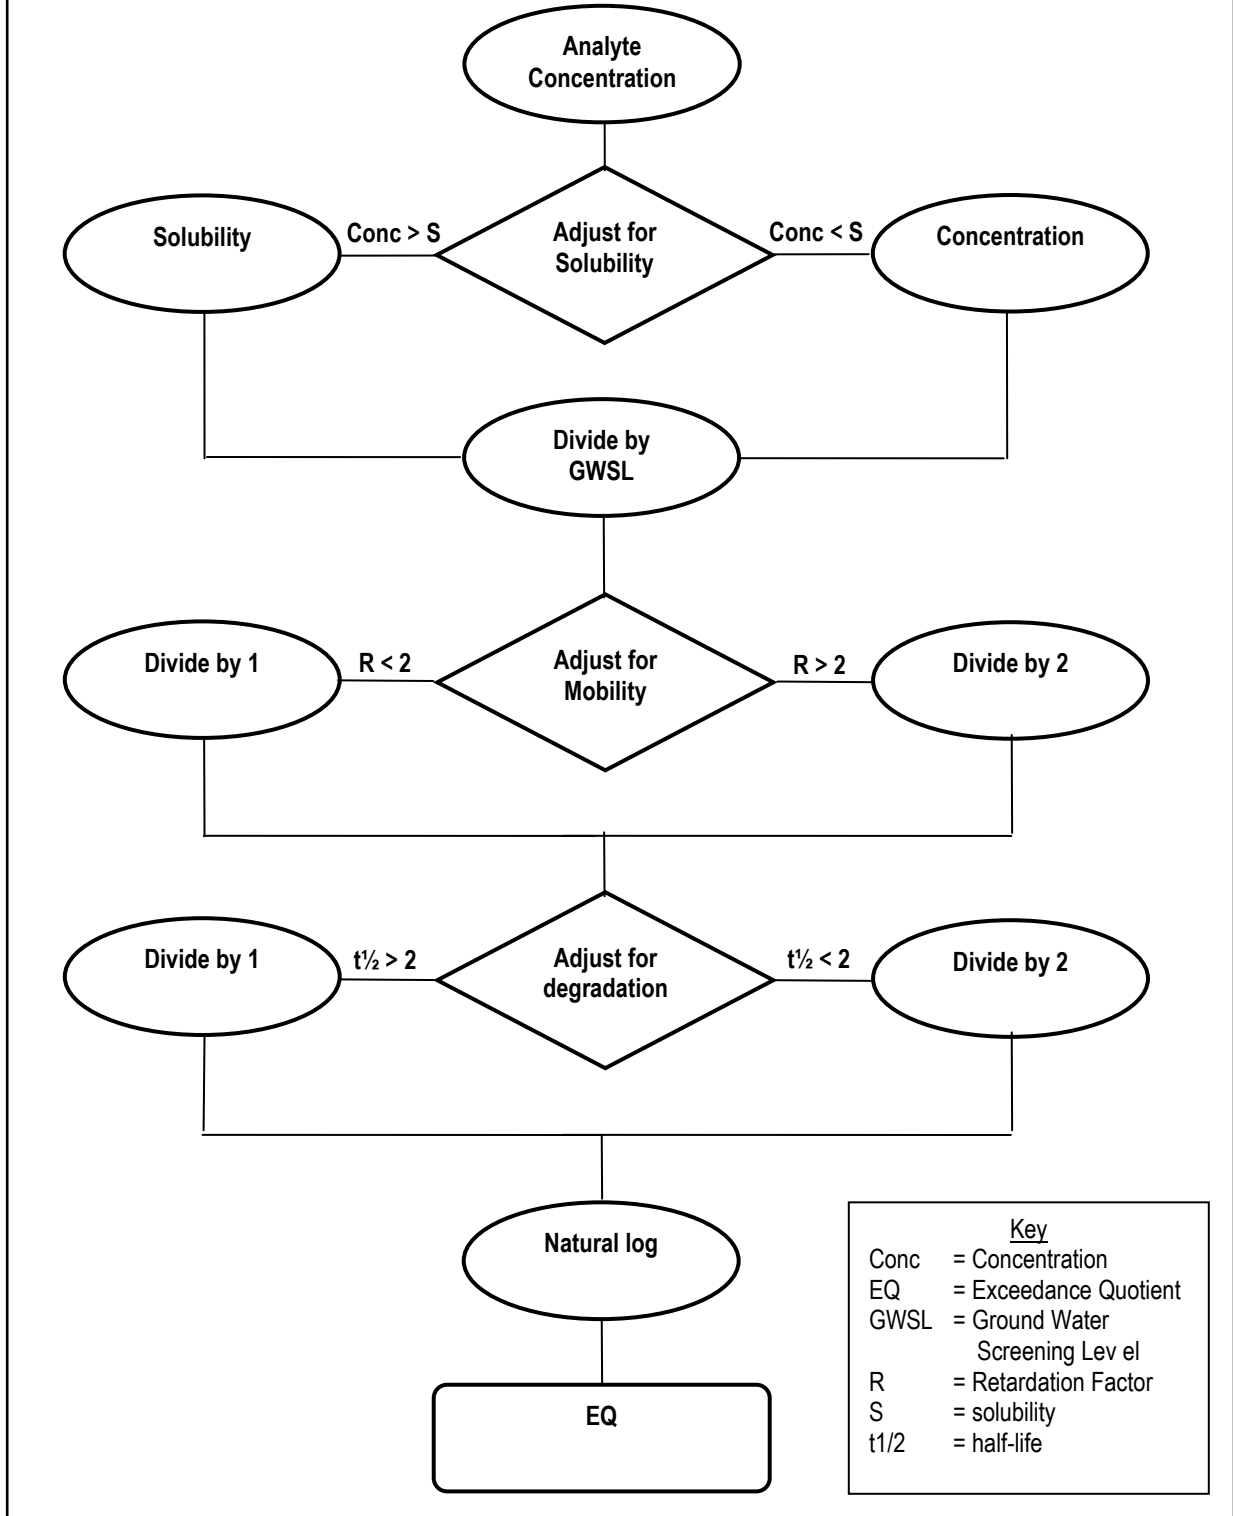 Analyte
Concentration
Solubility
Conc > S
Adjust for
Solubility
Conc < S
Concentration
Divide by
GWSL
Divide by 1
R < 2
Adjust for
Mobility
R > 2
Divide by 2
Divide by 1
t½ > 2
Adjust for
degradation
t½ < 2
Divide by 2
Natural log
EQ
Key
Conc = Concentration
EQ = Exceedance Quotient
GWSL = Ground Water
Screening Lev el
R = Retardation Factor
S = solubility
t1/2 = half-life